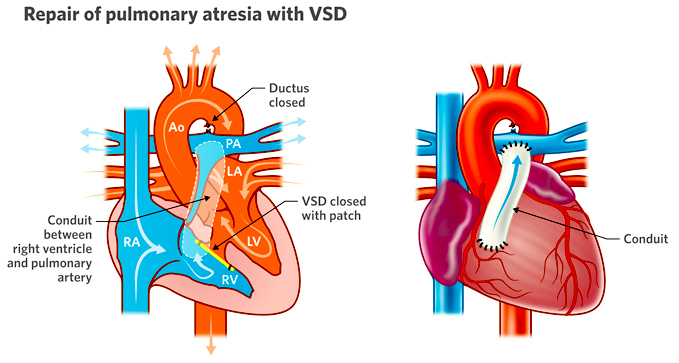 Repair of pulmonary atresia with VSD
Ductus
closed
Ao
PA
LA
VSD closed
with patch
Conduit
between
right ventricle
and pulmonary
artery
RA
LV
RV
Conduit